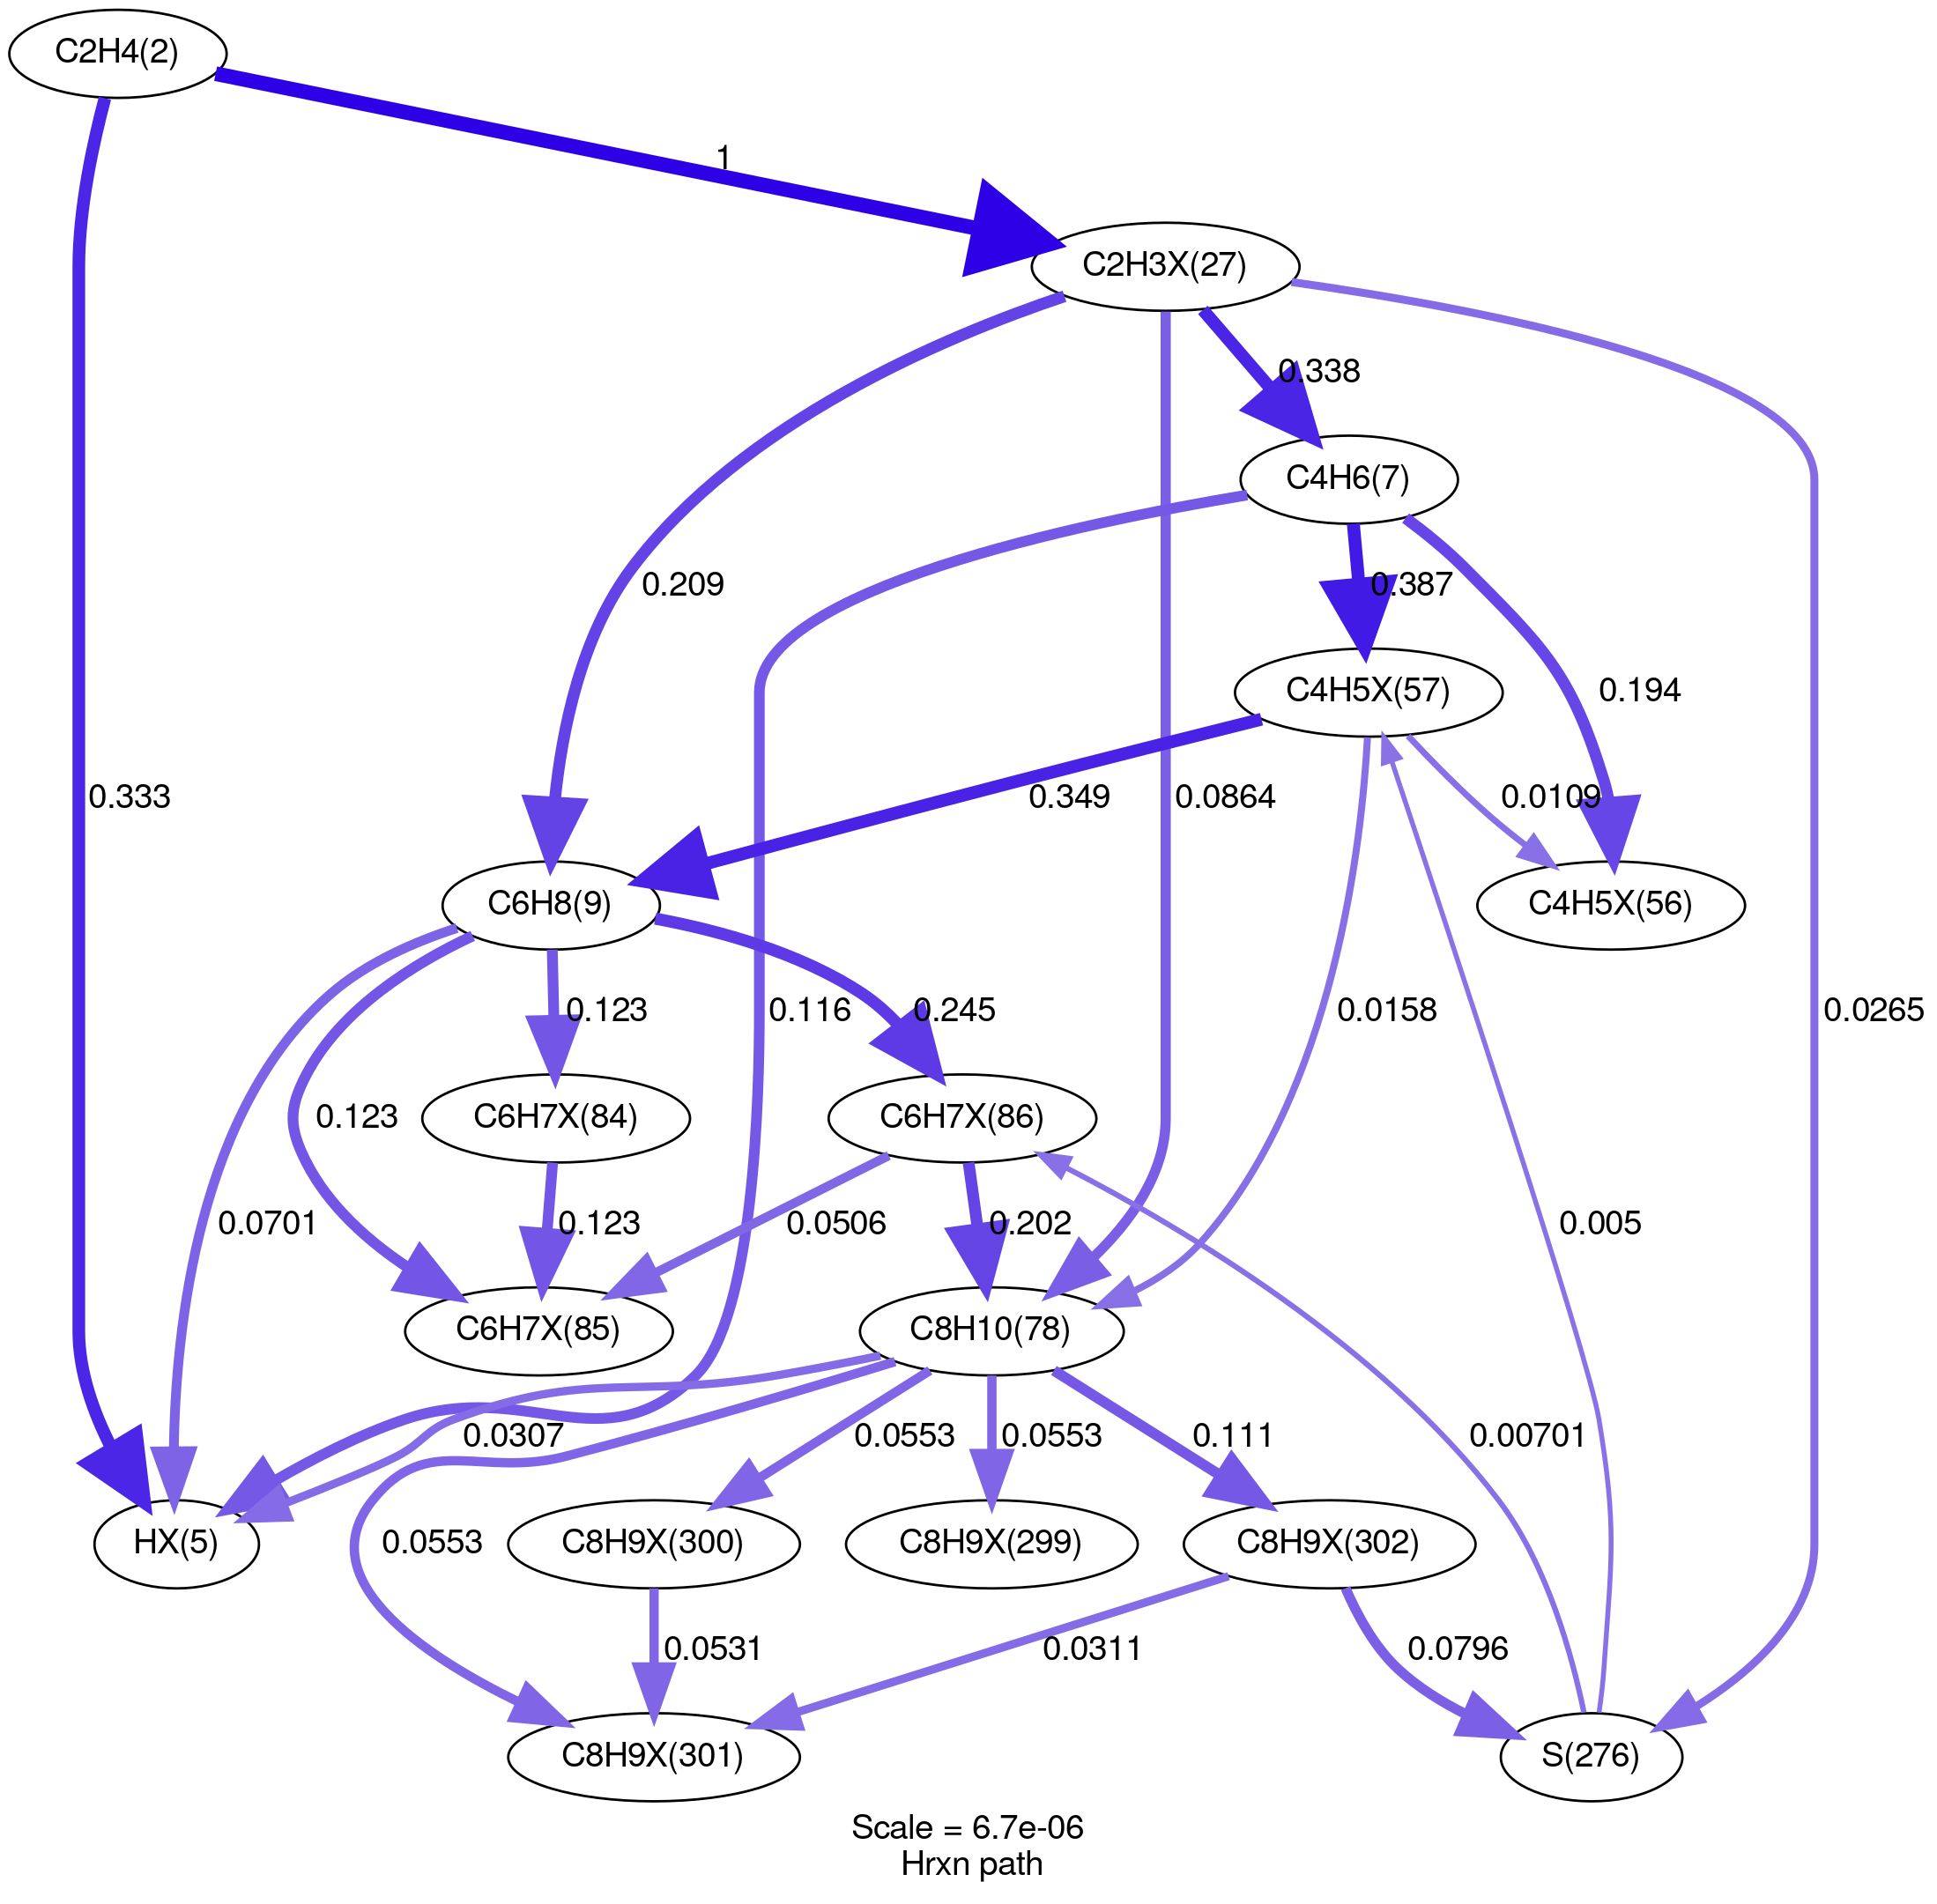 C2H4(2)
1
C2H3X(27)
0.338
C4H6(7)
0.209
0.387
C4H5X(57)
0.194
0.333
0.349
0.0864
0.0109
C6H8(9)
C4H5X(56)
0.123
0.116
0.245
0.0158
0.0265
0.123
C6H7X(84)
C6H7X(86)
0.0701
0.123
0.0506
0.202
0.005
C6H7X(85)
C8H10(78)
0.0307
0.0553
0.0553
0.111
0.00701
HX(5)
0.0553
C8H9X(300)
C8H9X(299)
C8H9X(302)
0.0531
0.0311
0.0796
C8H9X(301)
S(276)
Scale = 6.7e-06
Hrxn path